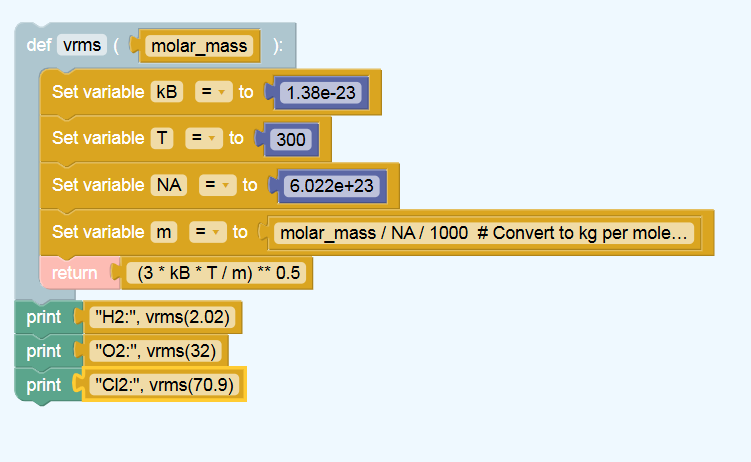 def vrms ( molar_mass ):
Set variable kB = to 1.38e-23
Set variable T = to 300
Set variable NA = to 6.022e+23
Set variable m = to molar_mass / NA / 1000  # Convert to kg per mole…
return (3 * kB * T / m) ** 0.5
print "H2:", vrms(2.02)
print "O2:", vrms(32)
print "Cl2:", vrms(70.9)